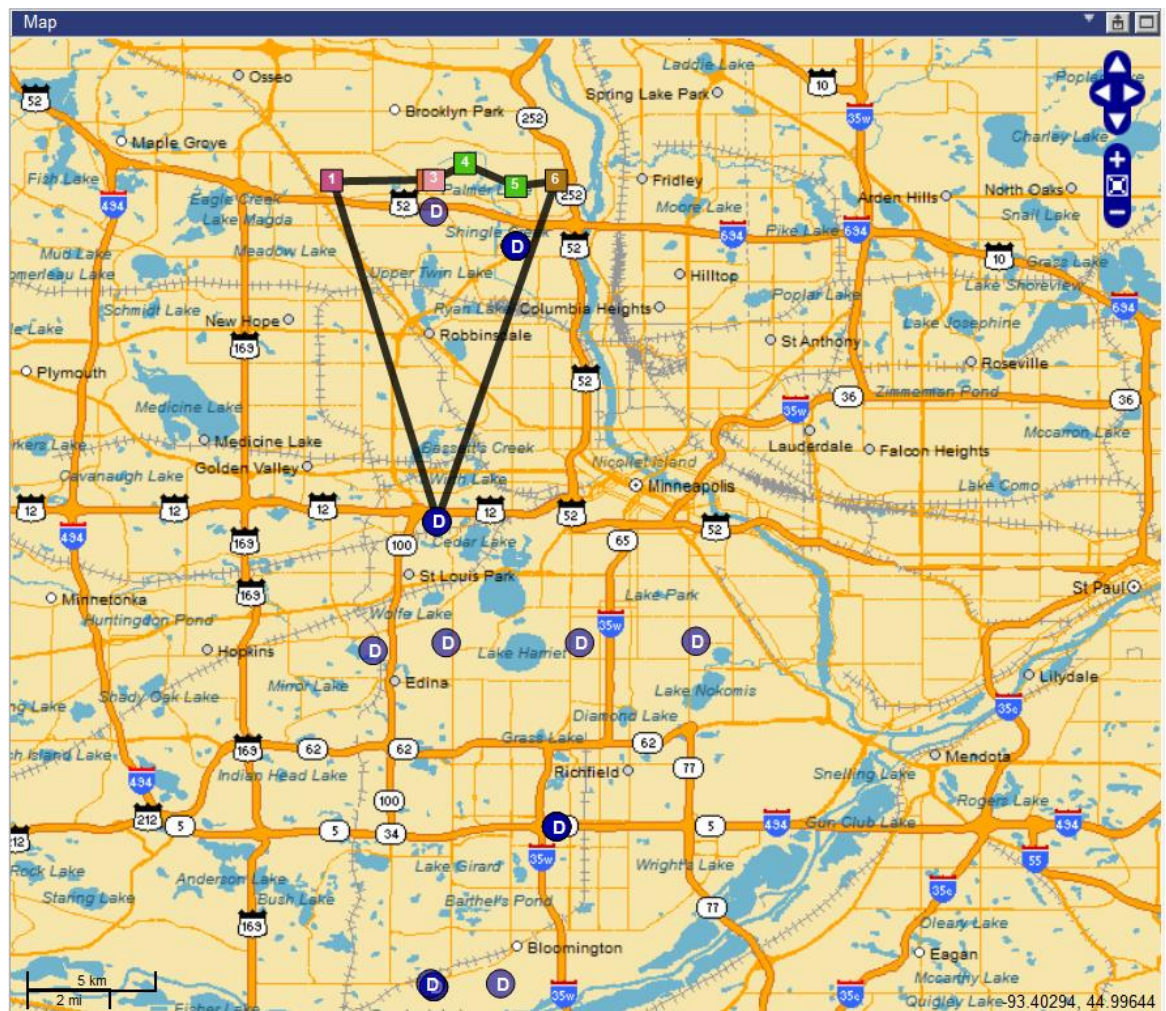 Map
Osseo
Laddie Lake
52
10
Spring Lake Park
Brooklyn Park
252
35w
Charley Lake
Maple Grove
4
Fish Lake
1
3
Palmer
5
6
Fridley
Arden Hills
North Oaks
494
Eagle Creek
52
252
Lake Magda
D
Moore Lake
Snail Lake
Shingle Creek
694
Pike Lake
694
Mud Lake
Meadow Lake
D
52
10
Grass Lake
omerleau Lake
Upper Twin Lake
Hilltop
Lake Shoreview
Schmidt Lake
Ryan Lake
Columbia Heights
Poplar Lake
694
New Hope
Lake Josephine
le Lake
169
Robbinsdale
St Anthony
Plymouth
52
Roseville
Zimmerman Pond
Medicine Lake
35w
36
36
Medicine Lake
Bassett's Creek
Lauderdale
Falcon Heights
Mccarron Lake
rkers Lake
Golden Valley
Nicollet Island
Cavanaugh Lake
Wirth Lake
Minneapolis
Lake Como
12
12
12
12
52
D
52
494
169
100
Cedar Lake
65
St Louis Park
St Paul
169
Lake Park
Minnetonka
Wolfe Lake
Huntingdon Pond
35w
Hopkins
D
D
Lake Harriet
D
D
Mirror Lake
Edina
Lake Nokomis
Lilydale
Shady Oak Lake
ng Lake
35e
Diamond Lake
Grass Lake
169
62
62
62
Mendota
ch Island Lake
494
Indian Head Lake
Richfield
77
Snelling Lake
100
Rogers Lake
212
5
5
34
D
5
494
Gun Club Lake
494
212
35w
Wright's Lake
55
Rock Lake
Anderson Lake
Lake Girard
35e
Staring Lake
Bush Lake
Barthel's Pond
77
169
Oleary Lake
Bloomington
Eagan
5 km
D
D
Mccarthy Lake
2 mi
35w
35e
Fisher Lake
Quigley Lake
-93.40294, 44.99644